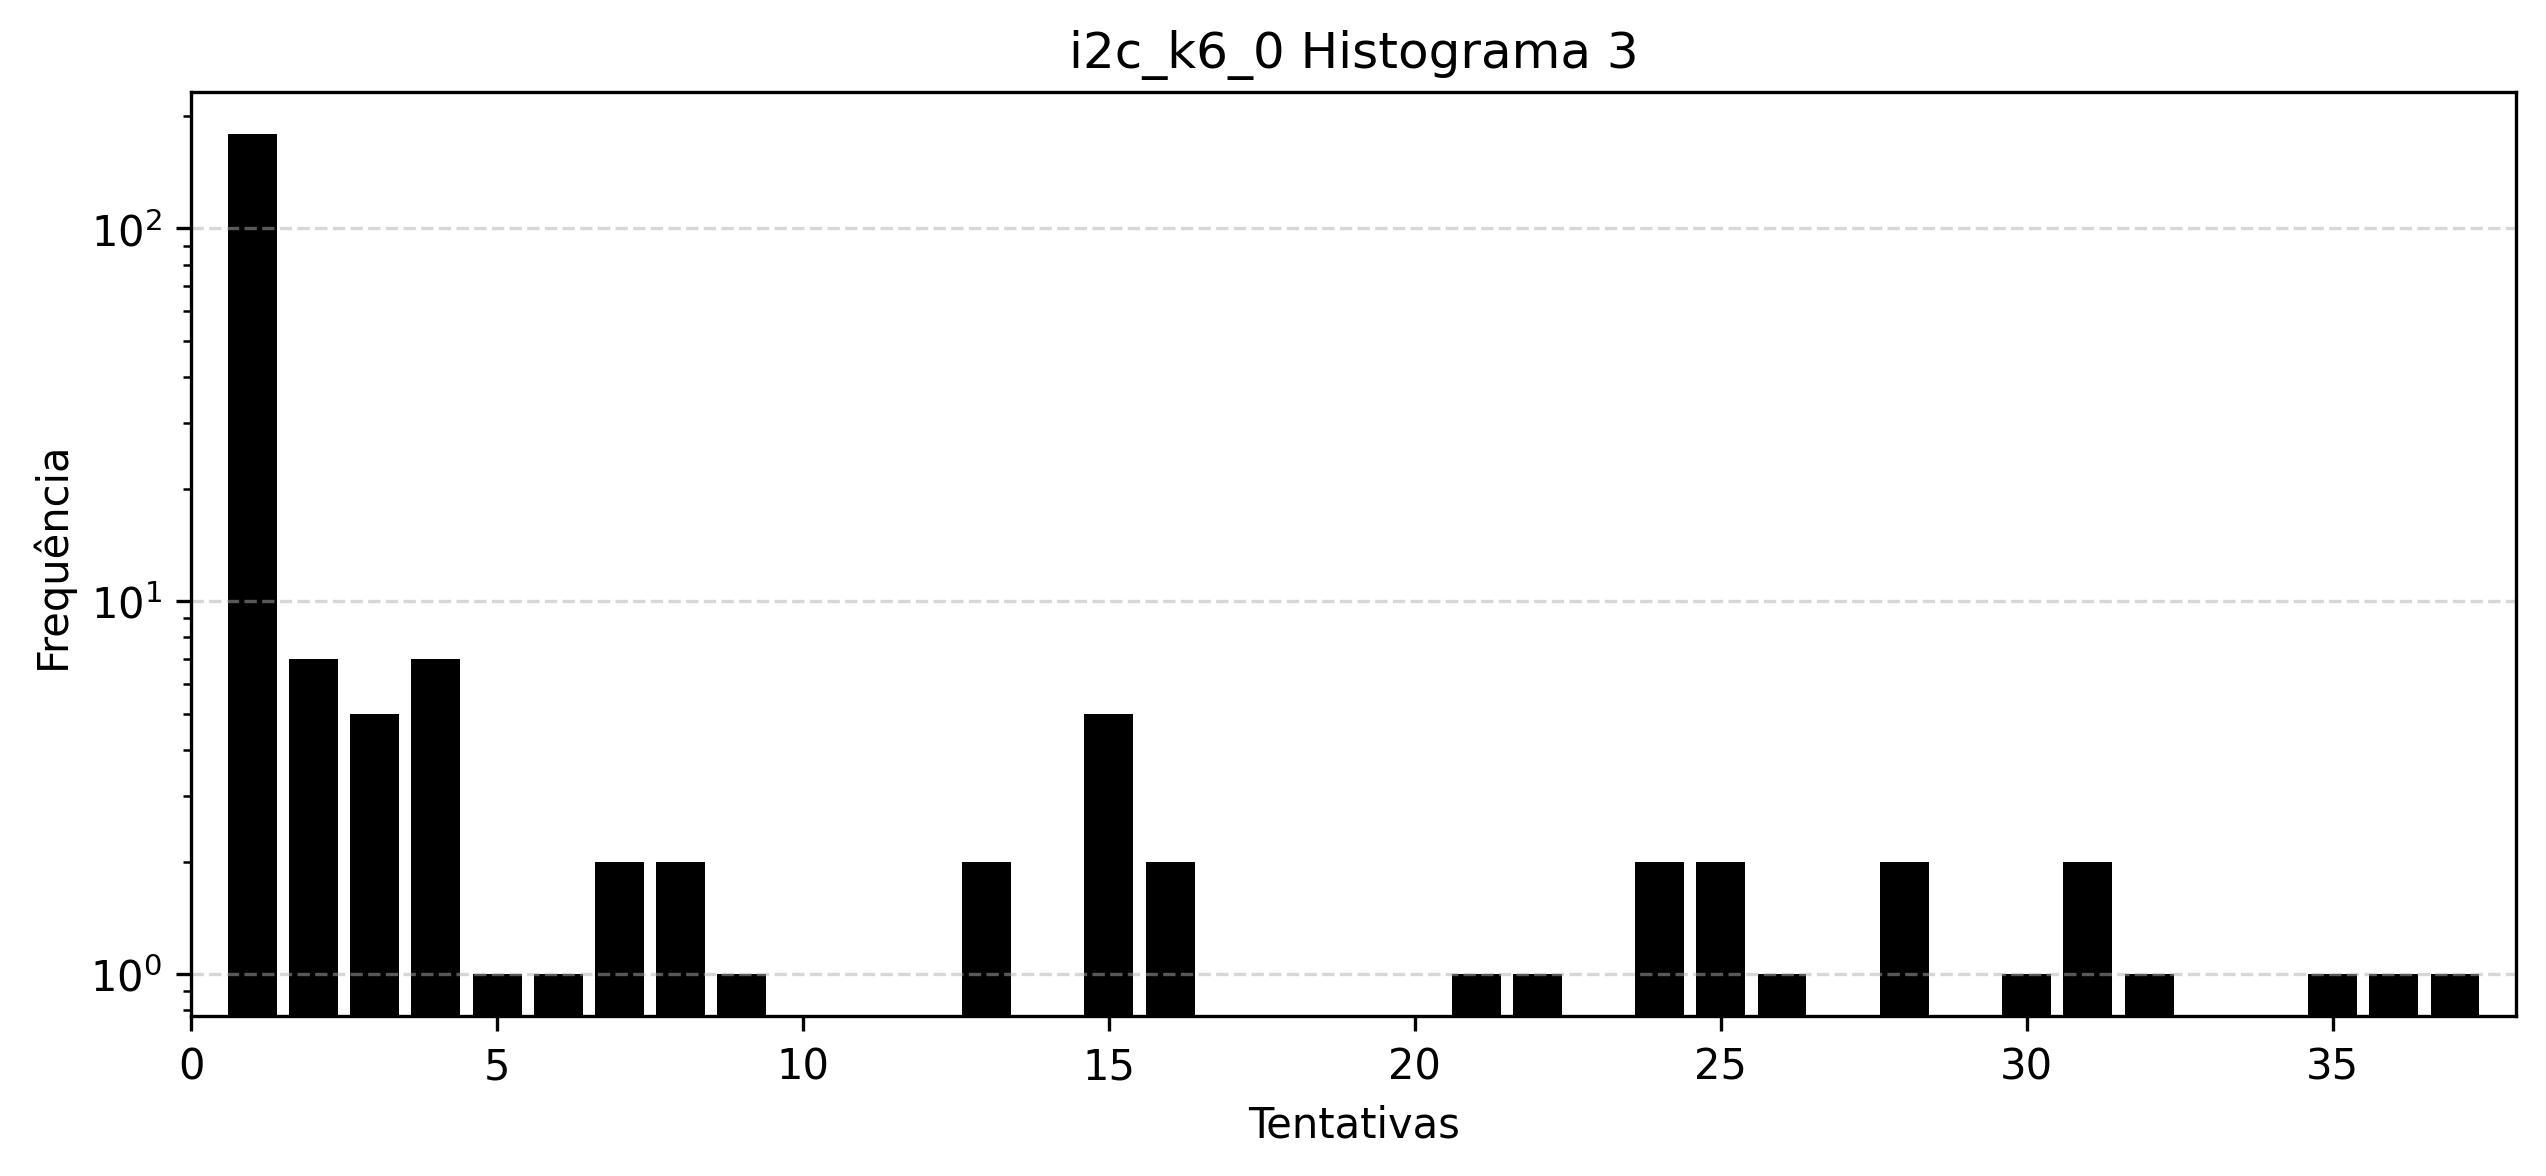 i2c_k6_0 Histograma 3
Frequência
10²
10¹
10⁰
0 5 10 15 20 25 30 35
Tentativas